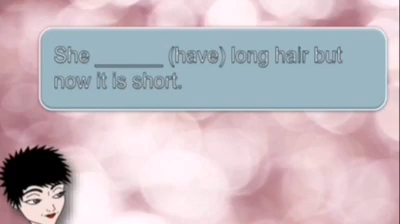 She ______ (have) long hair but
now it is short.